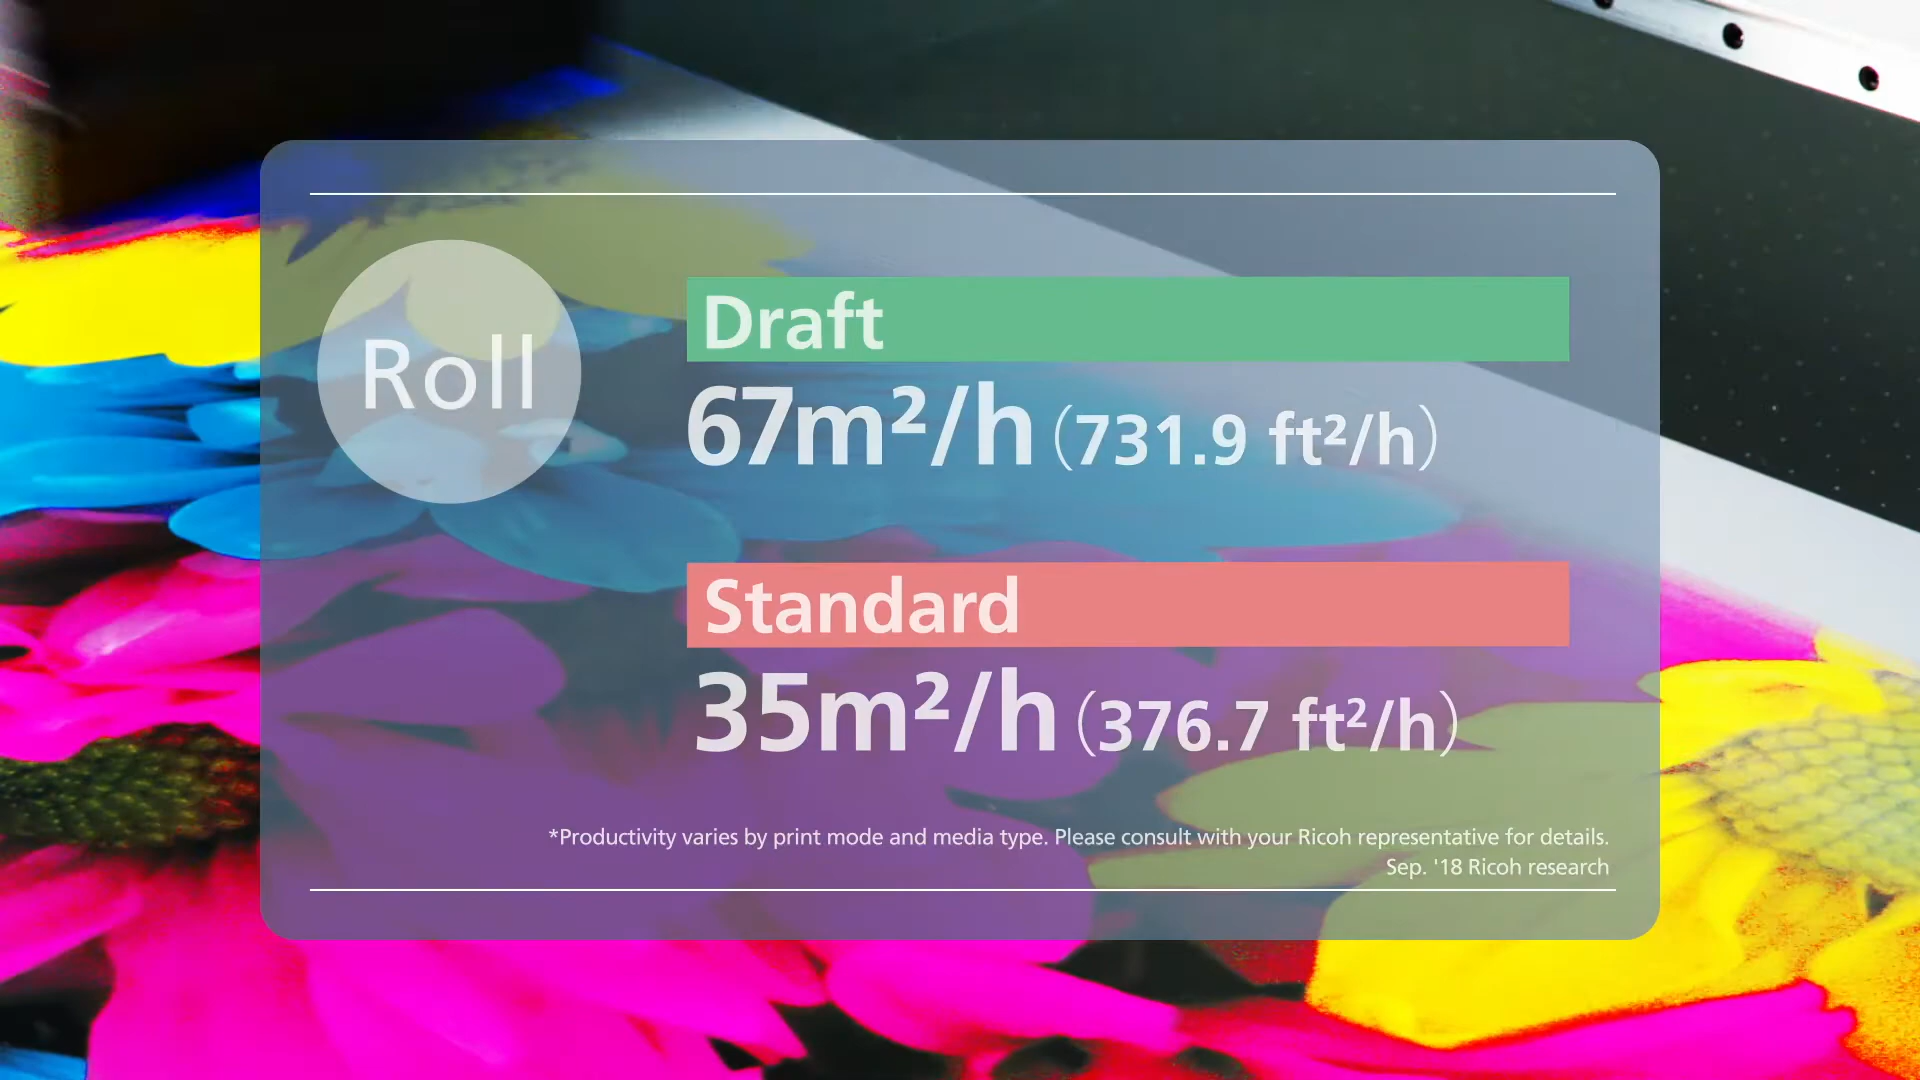 Roll
Draft
67m²/h (731.9 ft²/h)
Standard
35m²/h (376.7 ft²/h)
*Productivity varies by print mode and media type. Please consult with your Ricoh representative for details.
Sep. '18 Ricoh research